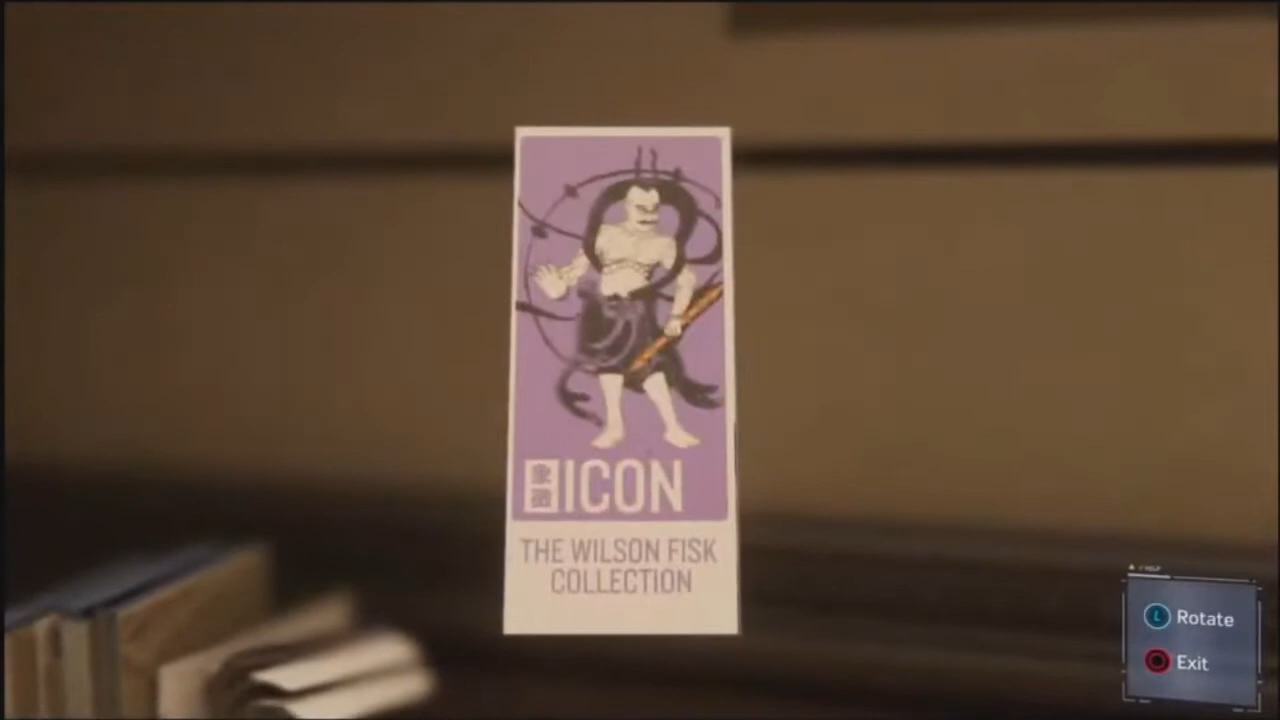 ICON
THE WILSON FISK
COLLECTION
L Rotate
Exit